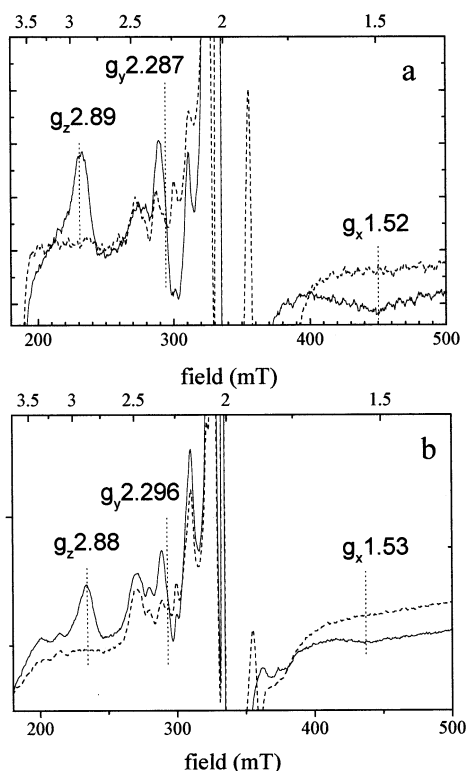 3.5 3 2.5 2 1.5
a
g_y 2.287
g_z 2.89
g_x 1.52
200 300 400 500
field (mT)
3.5 3 2.5 2 1.5
b
g_y 2.296
g_z 2.88
g_x 1.53
200 300 400 500
field (mT)